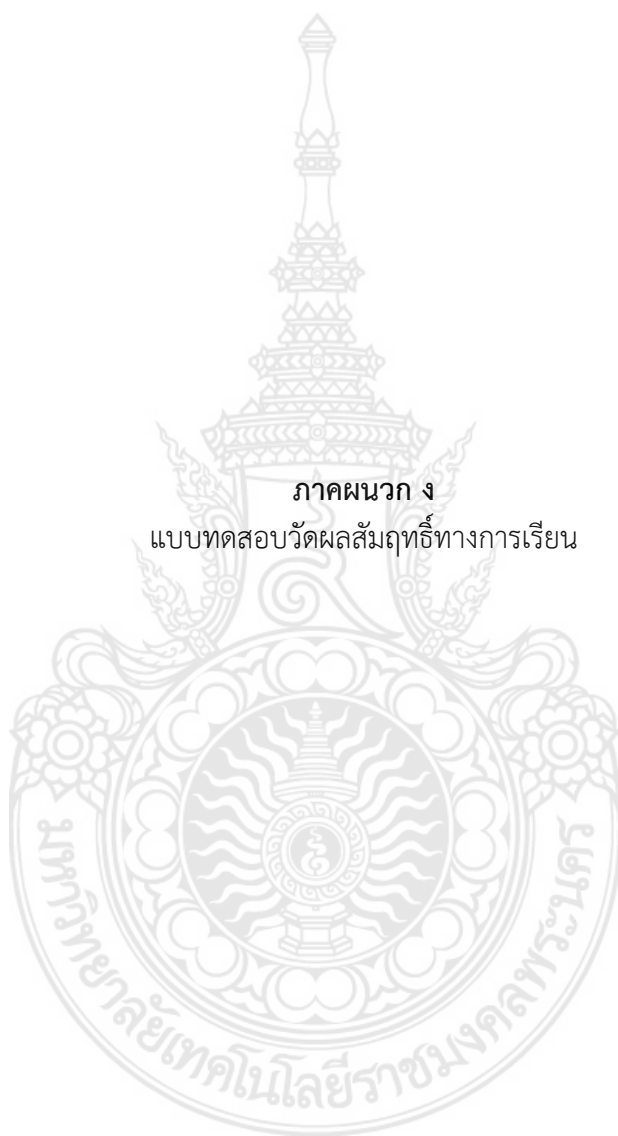 ภาคผนวก ง
แบบทดสอบวัดผลสัมฤทธิ์ทางการเรียน
มหาวิทยาลัยเทคโนโลยีราชมงคลพระนคร